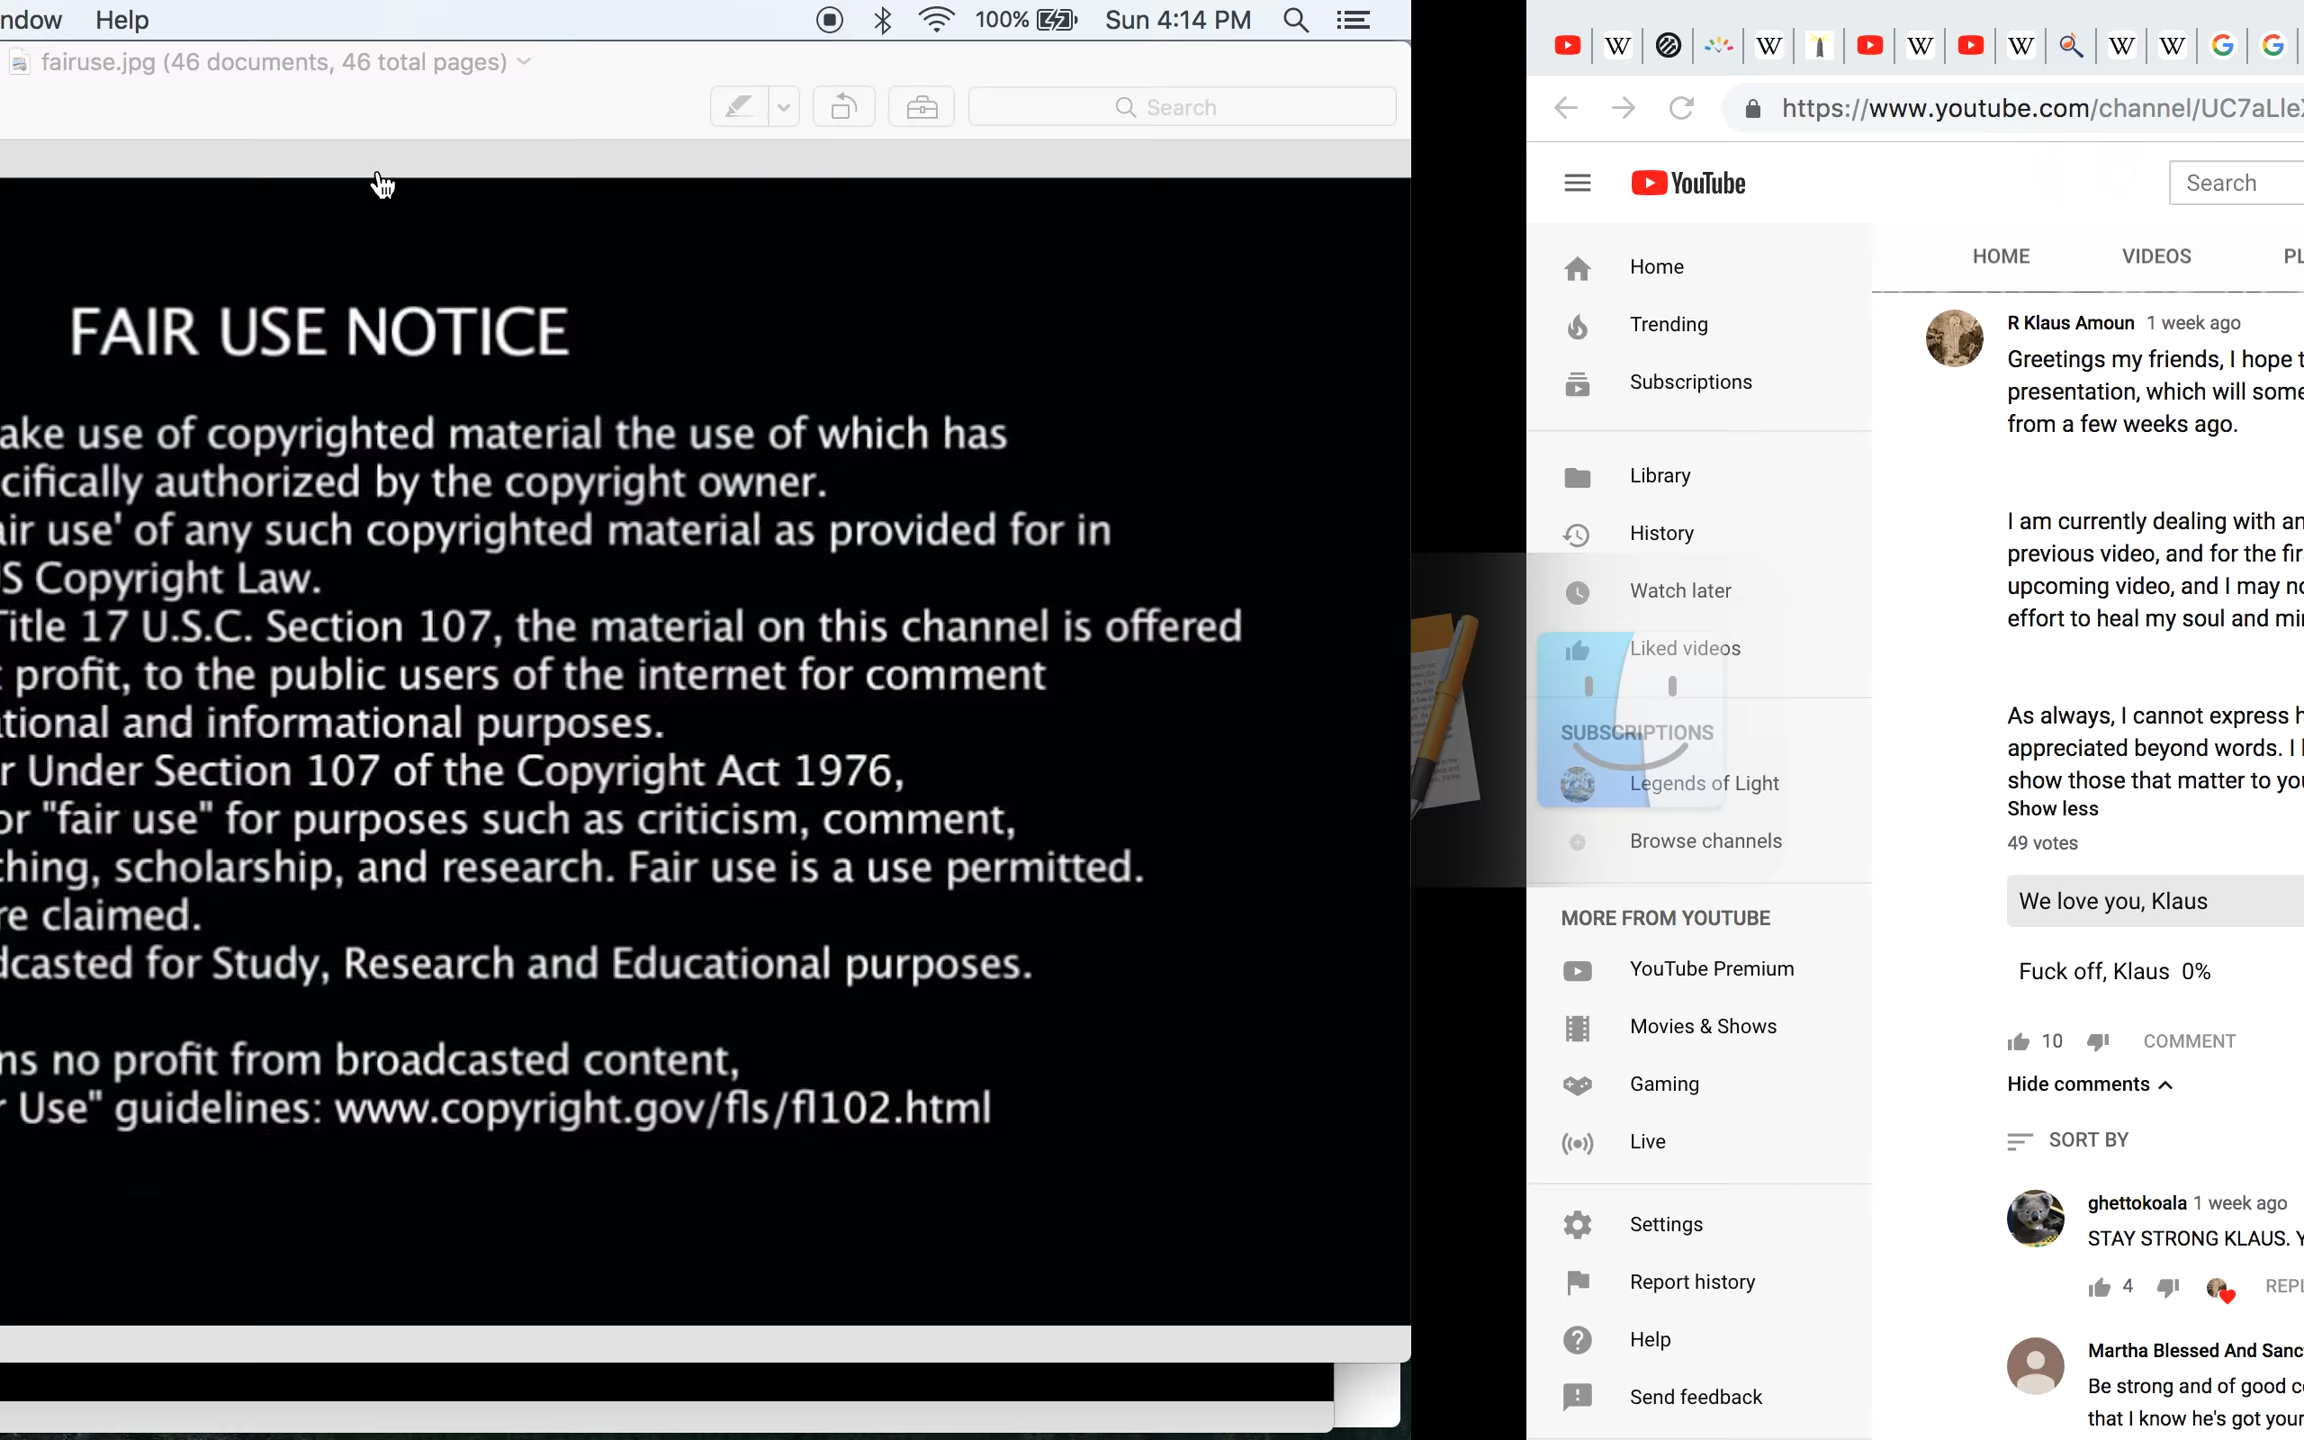 ndow Help
100% Sun 4:14 PM
fairuse.jpg (46 documents, 46 total pages)
Search
FAIR USE NOTICE
ake use of copyrighted material the use of which has
cifically authorized by the copyright owner.
air use' of any such copyrighted material as provided for in
S Copyright Law.
Title 17 U.S.C. Section 107, the material on this channel is offered
t profit, to the public users of the internet for comment
ational and informational purposes.
r Under Section 107 of the Copyright Act 1976,
or "fair use" for purposes such as criticism, comment,
ching, scholarship, and research. Fair use is a use permitted.
re claimed.
dcasted for Study, Research and Educational purposes.
ns no profit from broadcasted content,
r Use" guidelines: www.copyright.gov/fls/fl102.html
https://www.youtube.com/channel/UC7aLle
YouTube
Search
Home
Trending
Subscriptions
Library
History
Watch later
Liked videos
SUBSCRIPTIONS
Legends of Light
Browse channels
MORE FROM YOUTUBE
YouTube Premium
Movies & Shows
Gaming
Live
Settings
Report history
Help
Send feedback
HOME VIDEOS PL
R Klaus Amoun 1 week ago
Greetings my friends, I hope t
presentation, which will some
from a few weeks ago.
I am currently dealing with an
previous video, and for the fir
upcoming video, and I may no
effort to heal my soul and min
As always, I cannot express h
appreciated beyond words. I
show those that matter to you
Show less
49 votes
We love you, Klaus
Fuck off, Klaus 0%
10 COMMENT
Hide comments
SORT BY
ghettokoala 1 week ago
STAY STRONG KLAUS. Y
4 REPL
Martha Blessed And Sanc
Be strong and of good c
that I know he's got your